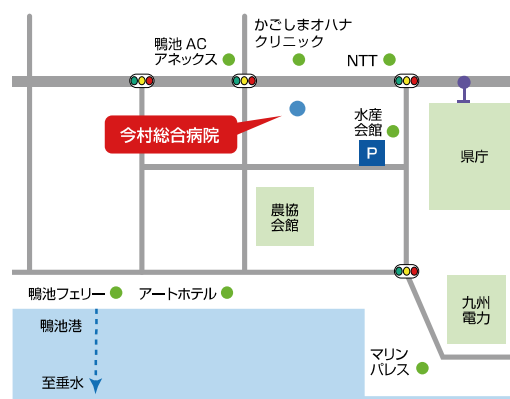 かごしまオハナ
クリニック
鴨池 AC
アネックス
NTT
水産
会館
今村総合病院
P
県庁
農協
会館
鴨池フェリー
アートホテル
九州
電力
鴨池港
マリン
パレス
至垂水